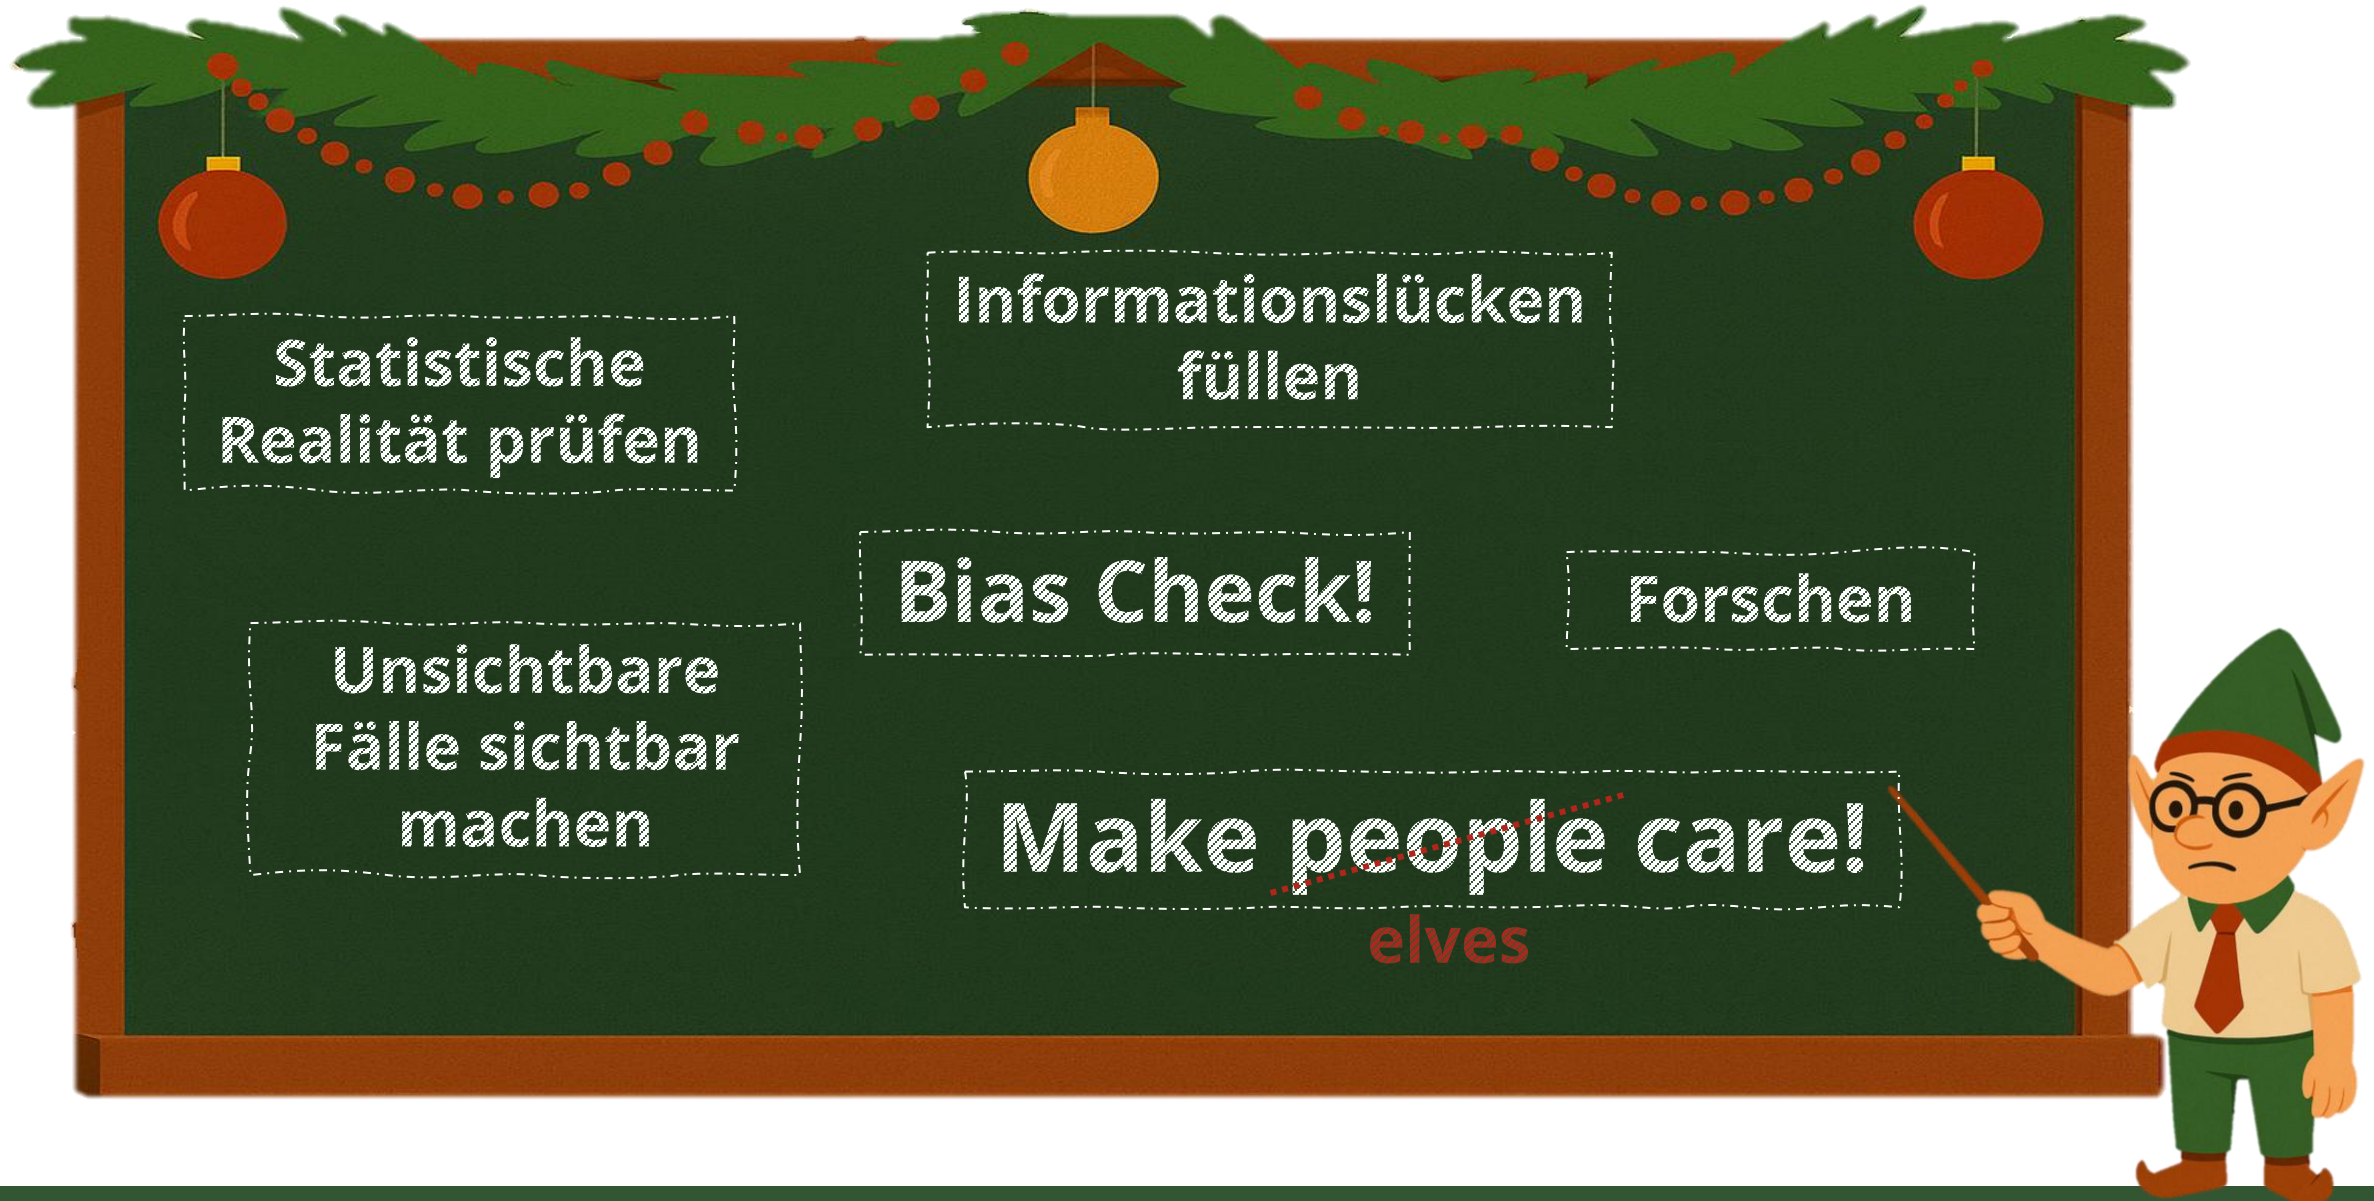 Informationslücken
füllen
Statistische
Realität prüfen
Bias Check!
Forschen
Unsichtbare
Fälle sichtbar
machen
Make people care!
elves